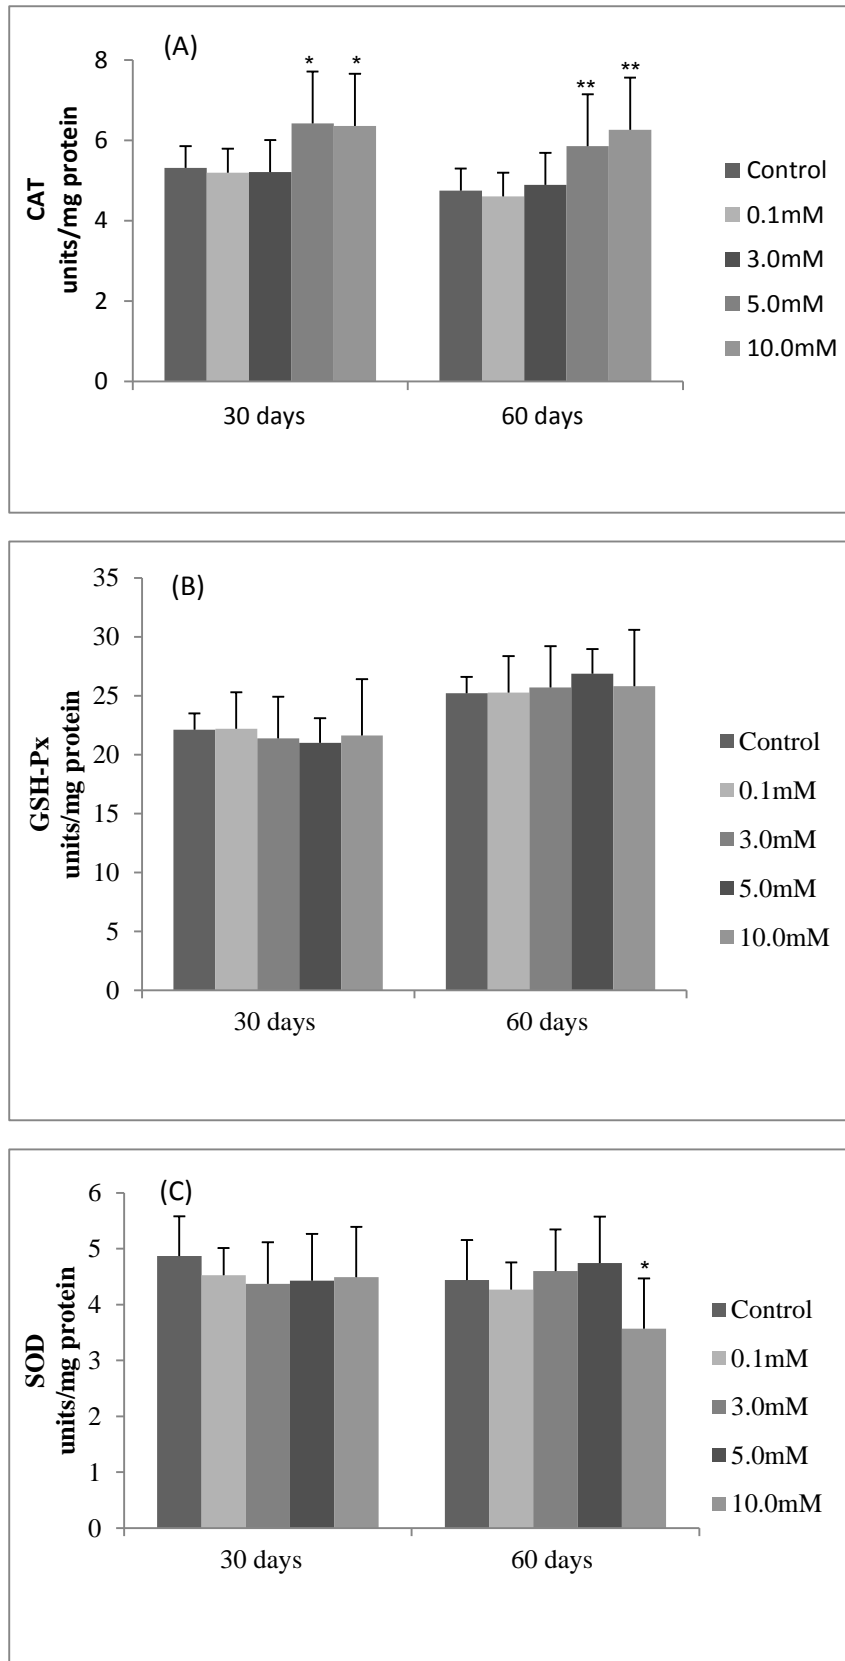 (A)
8
6
4
2
0
CAT
units/mg protein
* *
** **
30 days 60 days
Control
0.1mM
3.0mM
5.0mM
10.0mM
(B)
35
30
25
20
15
10
5
0
GSH-Px
units/mg protein
30 days 60 days
Control
0.1mM
3.0mM
5.0mM
10.0mM
(C)
6
5
4
3
2
1
0
SOD
units/mg protein
*
30 days 60 days
Control
0.1mM
3.0mM
5.0mM
10.0mM